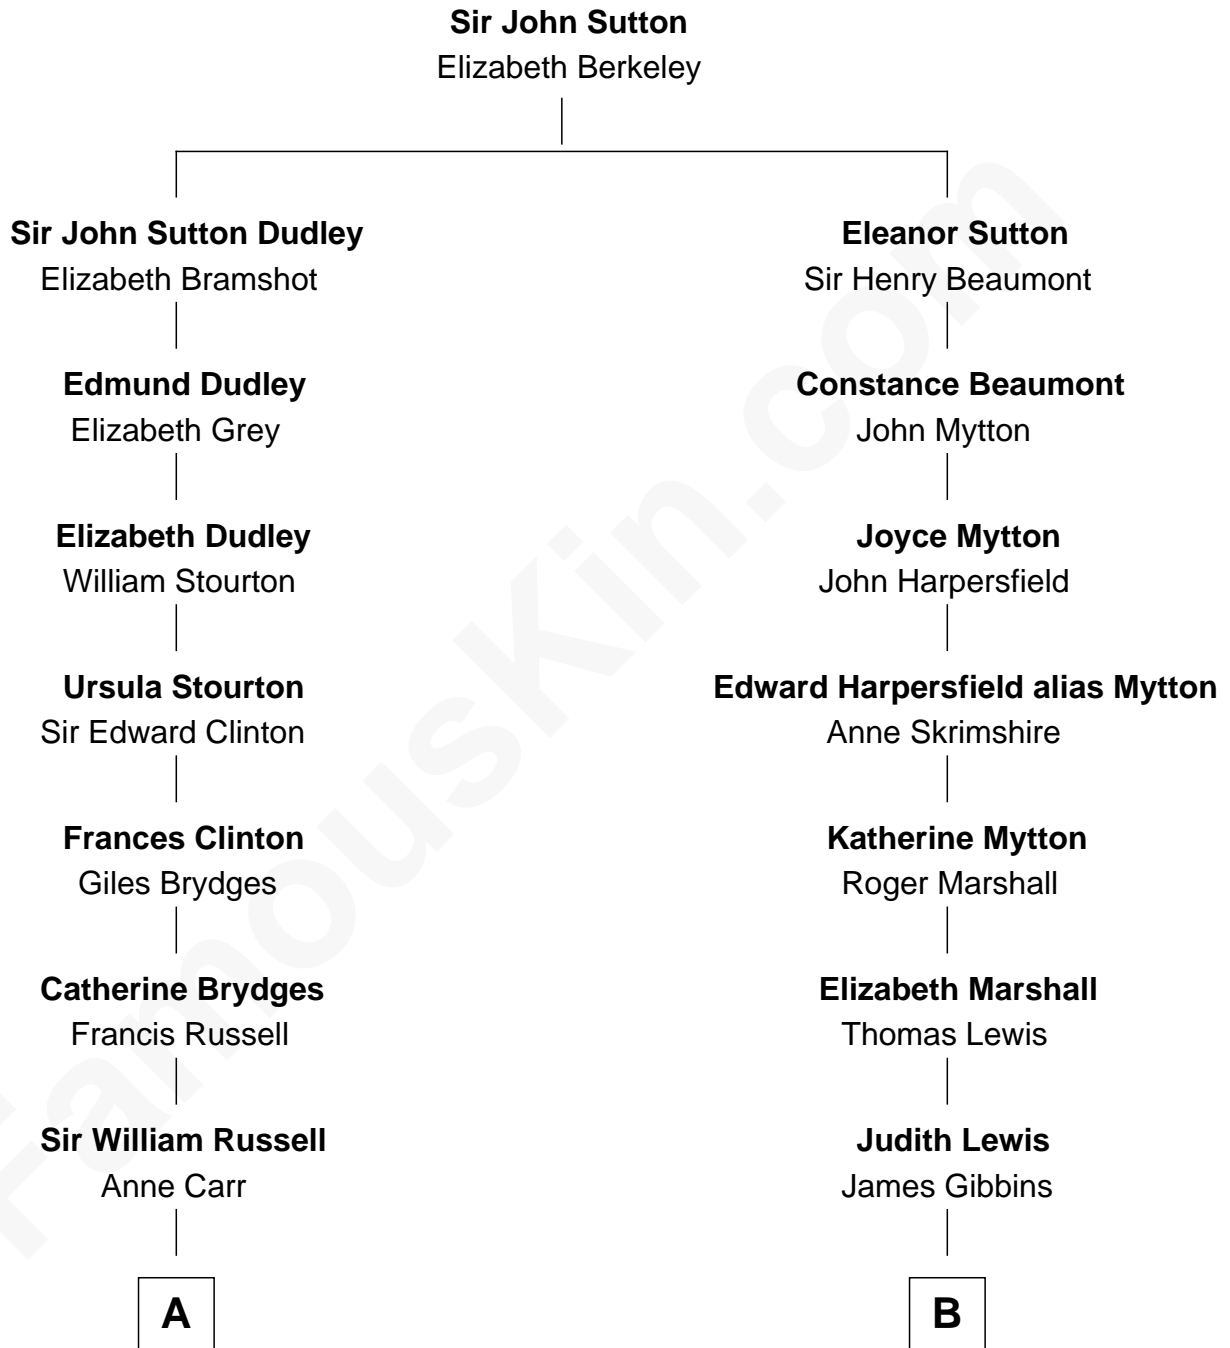 Sir John Sutton
Elizabeth Berkeley
Sir John Sutton Dudley
Elizabeth Bramshot
Edmund Dudley
Elizabeth Grey
Elizabeth Dudley
William Stourton
Ursula Stourton
Sir Edward Clinton
Frances Clinton
Giles Brydges
Catherine Brydges
Francis Russell
Sir William Russell
Anne Carr
A
Eleanor Sutton
Sir Henry Beaumont
Constance Beaumont
John Mytton
Joyce Mytton
John Harpersfield
Edward Harpersfield alias Mytton
Anne Skrimshire
Katherine Mytton
Roger Marshall
Elizabeth Marshall
Thomas Lewis
Judith Lewis
James Gibbins
B
FamousKin.com